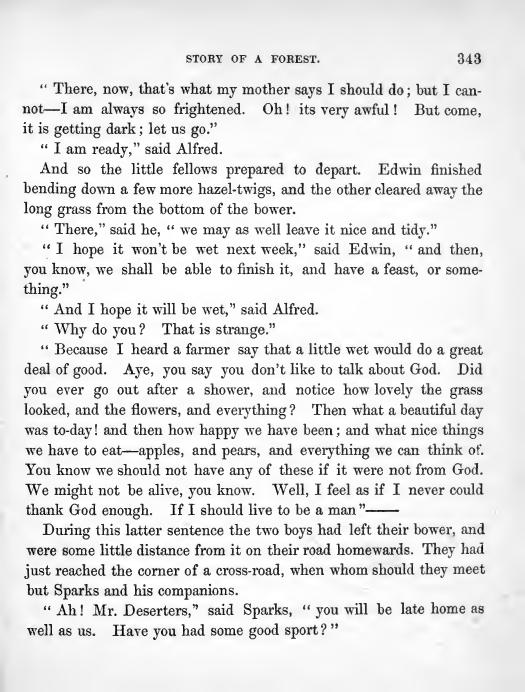 STORY OF A FOREST. 343
“ There, now, that's what my mother says I should do; but I can-
not—I am always so frightened. Oh! its very awful! But come,
it is getting dark; let us go.”
“ I am ready,” said Alfred.
And so the little fellows prepared to depart. Edwin finished
bending down a few more hazel-twigs, and the other cleared away the
long grass from the bottom of the bower.
“ There,” said he, “ we may as well leave it nice and tidy.”
“ I hope it won't be wet next week,” said Edwin, “ and then,
you know, we shall be able to finish it, and have a feast, or some-
thing.”
“ And I hope it will be wet,” said Alfred.
“ Why do you? That is strange.”
“ Because I heard a farmer say that a little wet would do a great
deal of good. Aye, you say you don't like to talk about God. Did
you ever go out after a shower, and notice how lovely the grass
looked, and the flowers, and everything? Then what a beautiful day
was to-day! and then how happy we have been; and what nice things
we have to eat—apples, and pears, and everything we can think of.
You know we should not have any of these if it were not from God.
We might not be alive, you know. Well, I feel as if I never could
thank God enough. If I should live to be a man”——
During this latter sentence the two boys had left their bower, and
were some little distance from it on their road homewards. They had
just reached the corner of a cross-road, when whom should they meet
but Sparks and his companions.
“ Ah! Mr. Deserters,” said Sparks, “ you will be late home as
well as us. Have you had some good sport?”